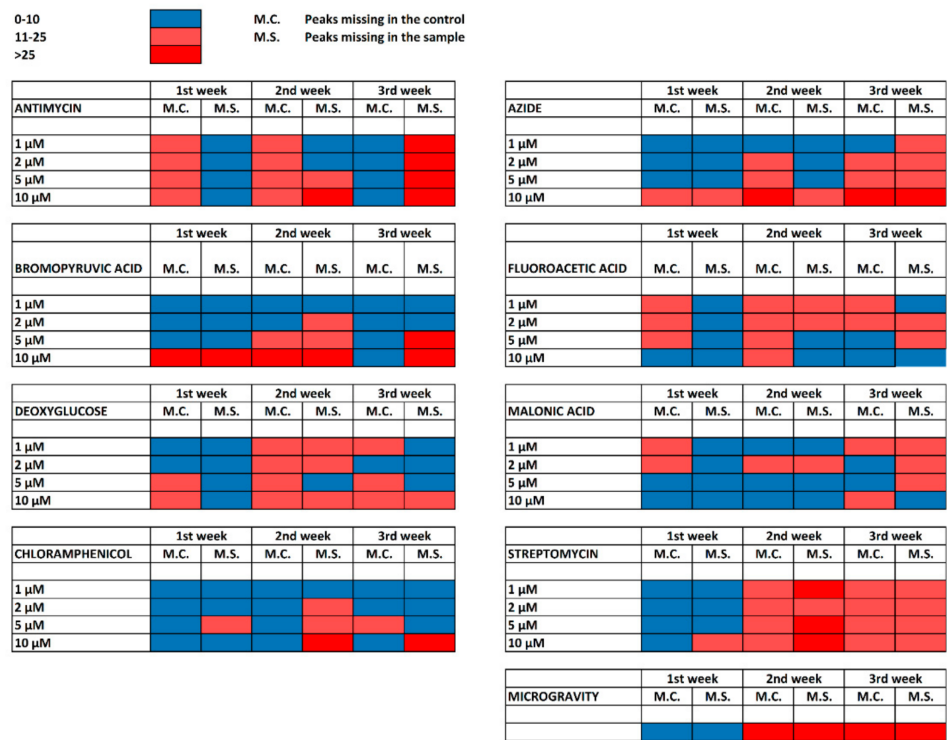 0-10 M.C. Peaks missing in the control
11-25 M.S. Peaks missing in the sample
>25
1st week 2nd week 3rd week
ANTIMYCIN M.C. M.S. M.C. M.S. M.C. M.S.
1 µM
2 µM
5 µM
10 µM
1st week 2nd week 3rd week
AZIDE M.C. M.S. M.C. M.S. M.C. M.S.
1 µM
2 µM
5 µM
10 µM
1st week 2nd week 3rd week
BROMOPYRUVIC ACID M.C. M.S. M.C. M.S. M.C. M.S.
1 µM
2 µM
5 µM
10 µM
1st week 2nd week 3rd week
FLUOROACETIC ACID M.C. M.S. M.C. M.S. M.C. M.S.
1 µM
2 µM
5 µM
10 µM
1st week 2nd week 3rd week
DEOXYGLUCOSE M.C. M.S. M.C. M.S. M.C. M.S.
1 µM
2 µM
5 µM
10 µM
1st week 2nd week 3rd week
MALONIC ACID M.C. M.S. M.C. M.S. M.C. M.S.
1 µM
2 µM
5 µM
10 µM
1st week 2nd week 3rd week
CHLORAMPHENICOL M.C. M.S. M.C. M.S. M.C. M.S.
1 µM
2 µM
5 µM
10 µM
1st week 2nd week 3rd week
STREPTOMYCIN M.C. M.S. M.C. M.S. M.C. M.S.
1 µM
2 µM
5 µM
10 µM
1st week 2nd week 3rd week
MICROGRAVITY M.C. M.S. M.C. M.S. M.C. M.S.